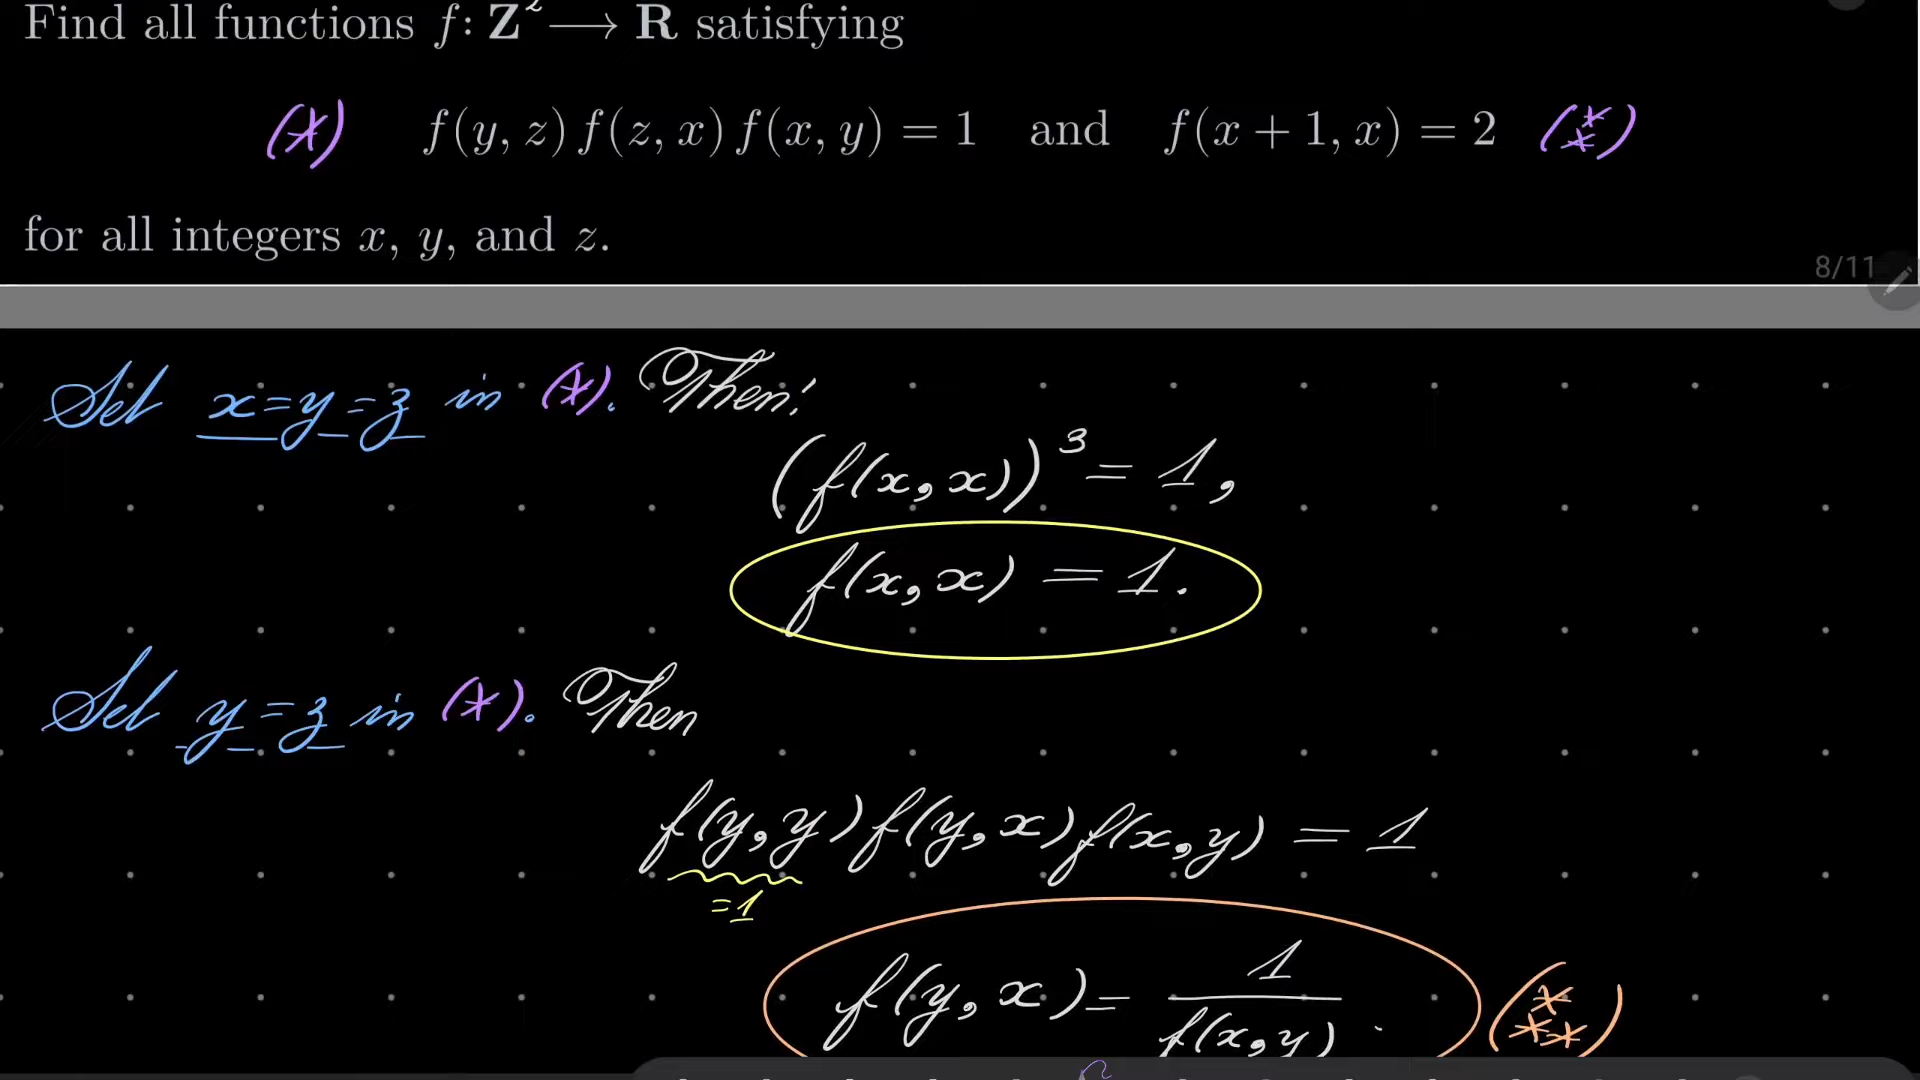 Find all functions f: Z² ⟶ R satisfying
(*) f(y, z) f(z, x) f(x, y) = 1 and f(x + 1, x) = 2 (**)
for all integers x, y, and z.
8/11
Set x=y=z in (*). Then:
(f(x,x))³ = 1,
f(x,x) = 1.
Set y=z in (*). Then
f(y,y) f(y,x) f(x,y) = 1
=1
f(y,x) = 1/f(x,y). (***)